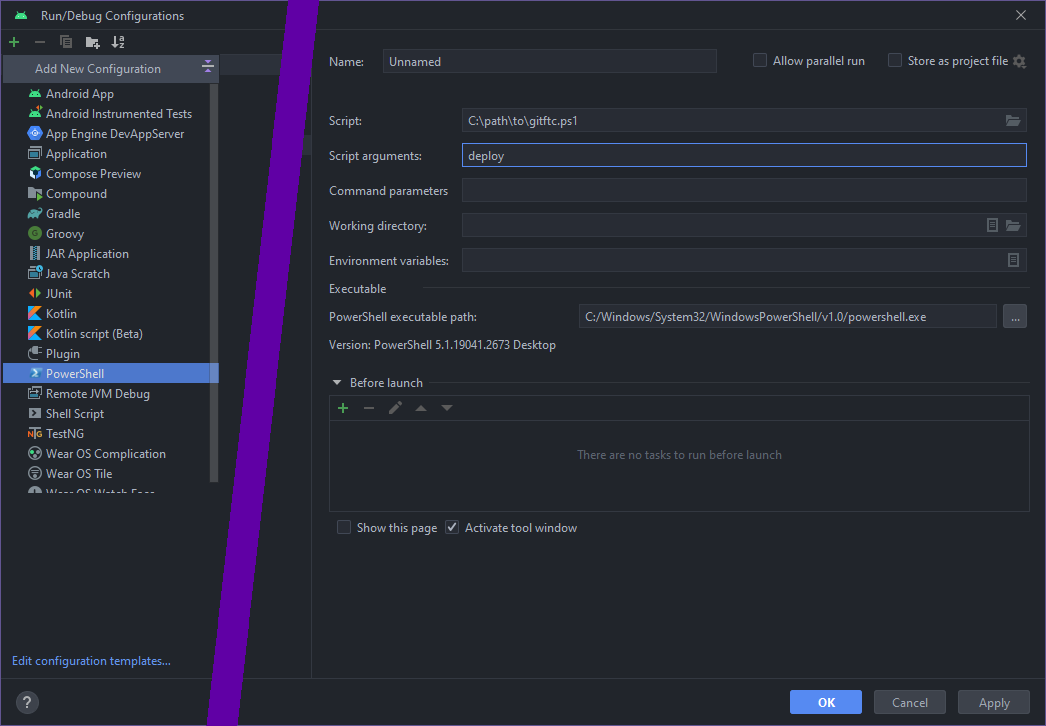 Run/Debug Configurations
Add New Configuration
Android App
Android Instrumented Tests
App Engine DevAppServer
Application
Compose Preview
Compound
Gradle
Groovy
JAR Application
Java Scratch
JUnit
Kotlin
Kotlin script (Beta)
Plugin
PowerShell
Remote JVM Debug
Shell Script
TestNG
Wear OS Complication
Wear OS Tile
Wear OS Watch Face
Edit configuration templates...
Name: Unnamed
Allow parallel run
Store as project file
Script: C:\path\to\gitftc.ps1
Script arguments: deploy
Command parameters
Working directory:
Environment variables:
Executable
PowerShell executable path: C:/Windows/System32/WindowsPowerShell/v1.0/powershell.exe ...
Version: PowerShell 5.1.19041.2673 Desktop
Before launch
There are no tasks to run before launch
Show this page Activate tool window
? OK Cancel Apply